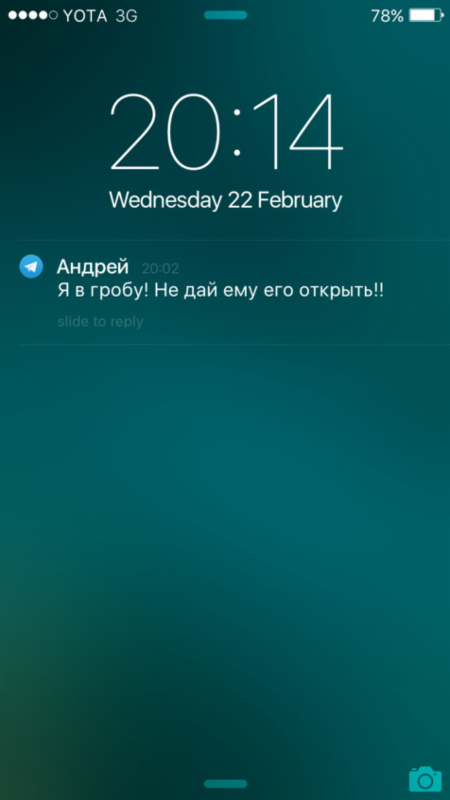 YOTA 3G 78%
20:14
Wednesday 22 February
Андрей 20:02
Я в гробу! Не дай ему его открыть!!
slide to reply